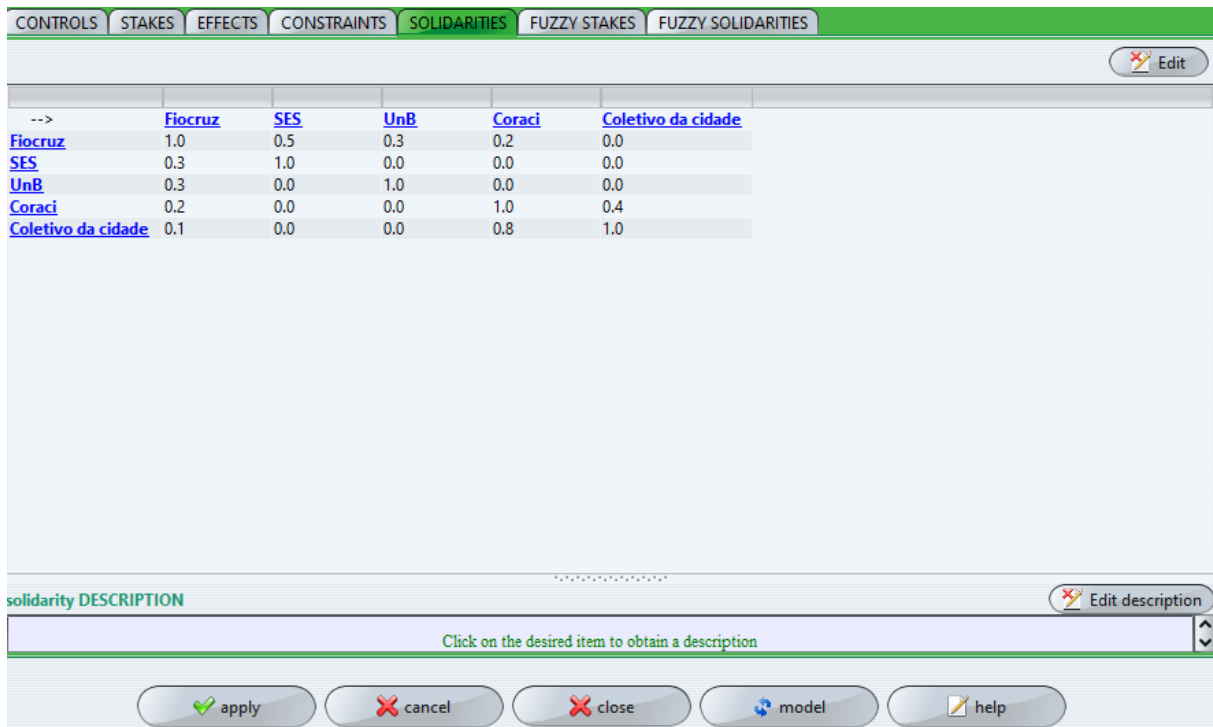 CONTROLS STAKES EFFECTS CONSTRAINTS SOLIDARITIES FUZZY STAKES FUZZY SOLIDARITIES
Edit
--> Fiocruz SES UnB Coraci Coletivo da cidade
Fiocruz 1.0 0.5 0.3 0.2 0.0
SES 0.3 1.0 0.0 0.0 0.0
UnB 0.3 0.0 1.0 0.0 0.0
Coraci 0.2 0.0 0.0 1.0 0.4
Coletivo da cidade 0.1 0.0 0.0 0.8 1.0
solidarity DESCRIPTION Edit description
Click on the desired item to obtain a description
apply cancel close model help